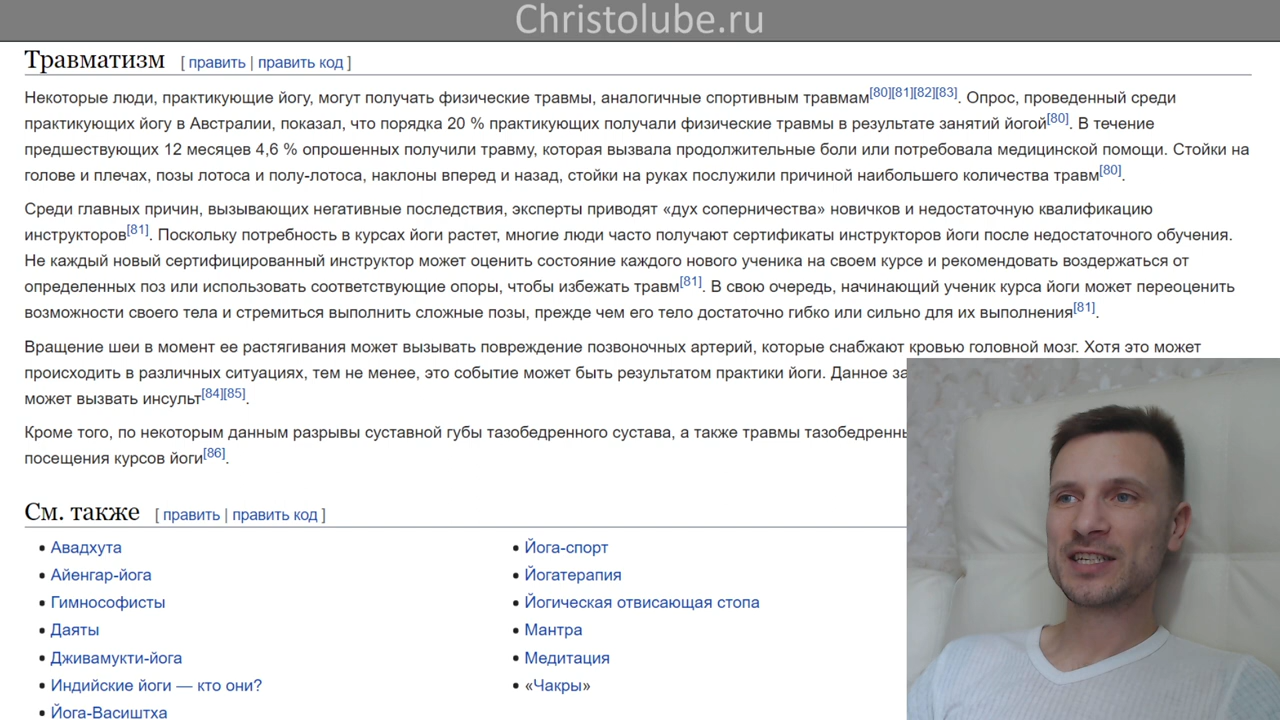 Christolube.ru
Травматизм [ править | править код ]
Некоторые люди, практикующие йогу, могут получать физические травмы, аналогичные спортивным травмам[80][81][82][83]. Опрос, проведенный среди
практикующих йогу в Австралии, показал, что порядка 20 % практикующих получали физические травмы в результате занятий йогой[80]. В течение
предшествующих 12 месяцев 4,6 % опрошенных получили травму, которая вызвала продолжительные боли или потребовала медицинской помощи. Стойки на
голове и плечах, позы лотоса и полу-лотоса, наклоны вперед и назад, стойки на руках послужили причиной наибольшего количества травм[80].
Среди главных причин, вызывающих негативные последствия, эксперты приводят «дух соперничества» новичков и недостаточную квалификацию
инструкторов[81]. Поскольку потребность в курсах йоги растет, многие люди часто получают сертификаты инструкторов йоги после недостаточного обучения.
Не каждый новый сертифицированный инструктор может оценить состояние каждого нового ученика на своем курсе и рекомендовать воздержаться от
определенных поз или использовать соответствующие опоры, чтобы избежать травм[81]. В свою очередь, начинающий ученик курса йоги может переоценить
возможности своего тела и стремиться выполнить сложные позы, прежде чем его тело достаточно гибко или сильно для их выполнения[81].
Вращение шеи в момент ее растягивания может вызывать повреждение позвоночных артерий, которые снабжают кровью головной мозг. Хотя это может
происходить в различных ситуациях, тем не менее, это событие может быть результатом практики йоги. Данное за
может вызвать инсульт[84][85].
Кроме того, по некоторым данным разрывы суставной губы тазобедренного сустава, а также травмы тазобедренн
посещения курсов йоги[86].
См. также [ править | править код ]
• Авадхута
• Айенгар-йога
• Гимнософисты
• Даяты
• Дживамукти-йога
• Индийские йоги — кто они?
• Йога-Васиштха
• Йога-спорт
• Йогатерапия
• Йогическая отвисающая стопа
• Мантра
• Медитация
• «Чакры»